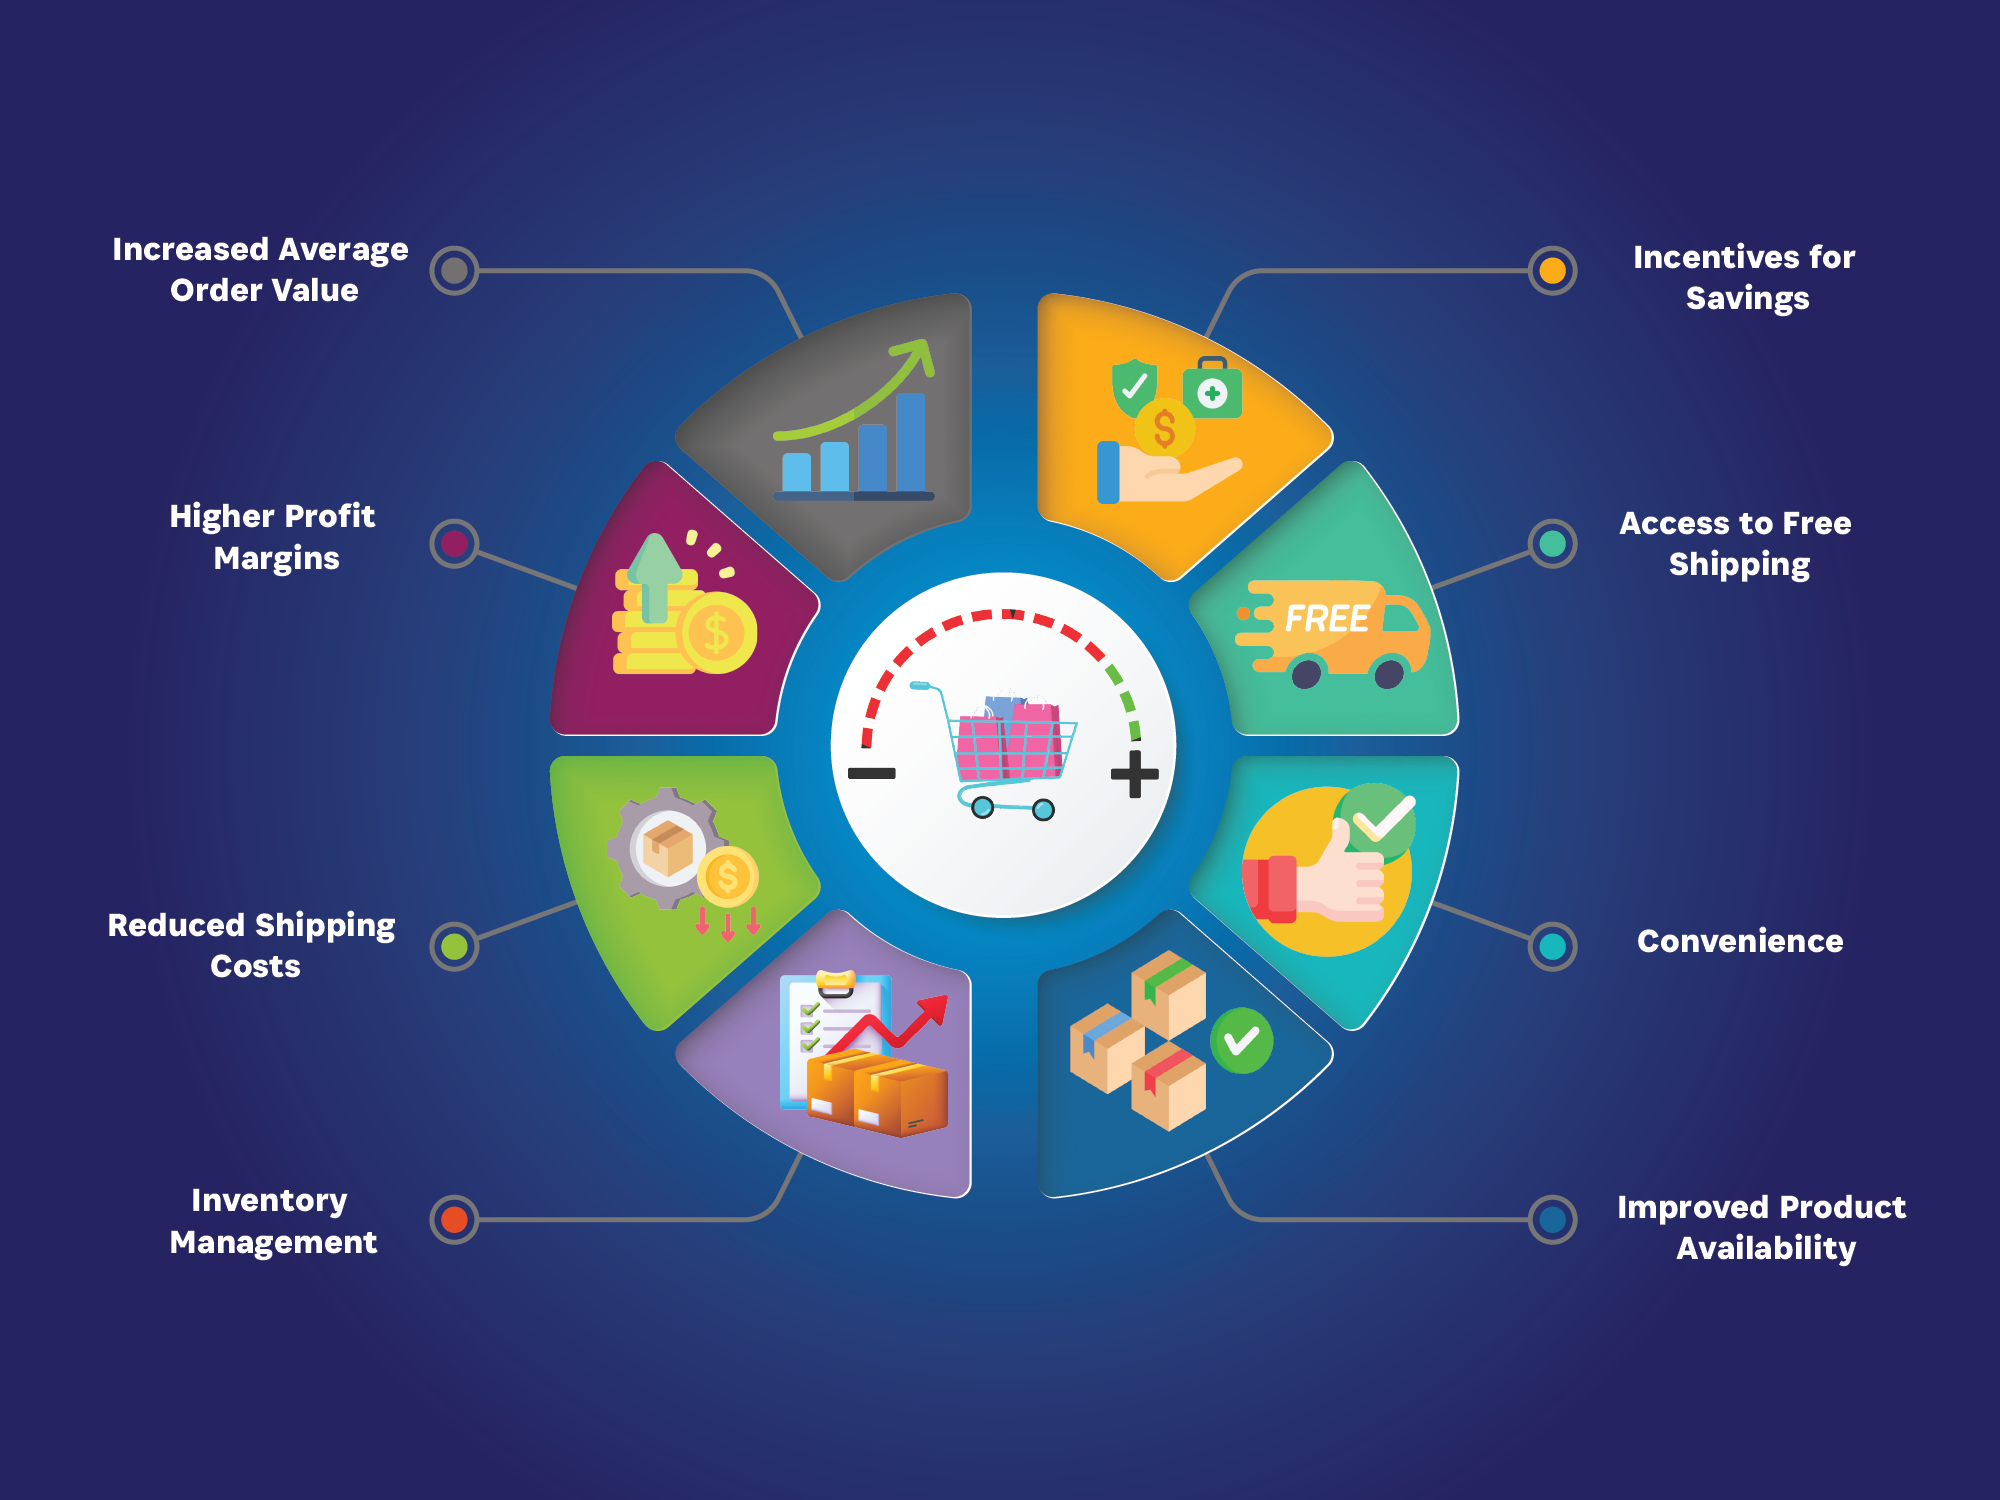 Increased Average
Order Value
Higher Profit
Margins
Reduced Shipping
Costs
Inventory
Management
Incentives for
Savings
Access to Free
Shipping
Convenience
Improved Product
Availability
$
$
$
FREE